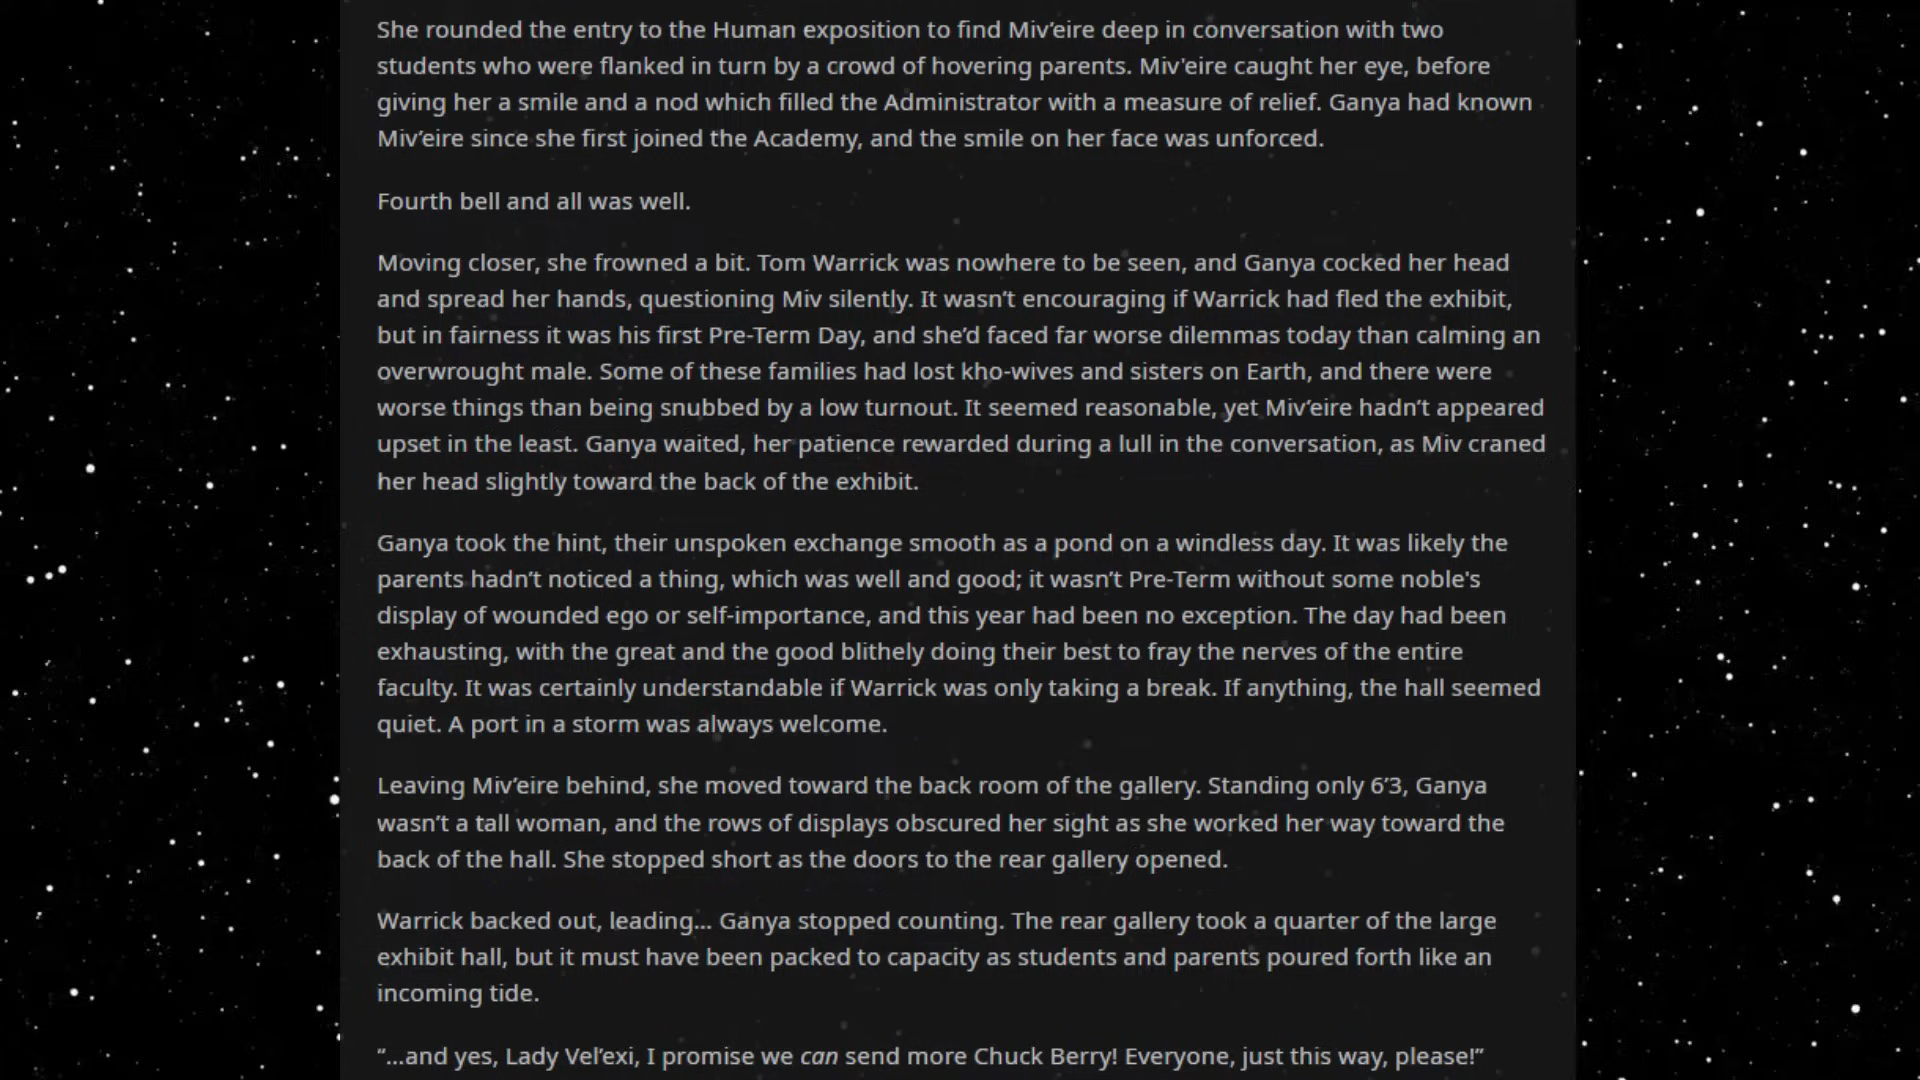 She rounded the entry to the Human exposition to find Miv’eire deep in conversation with two
students who were flanked in turn by a crowd of hovering parents. Miv'eire caught her eye, before
giving her a smile and a nod which filled the Administrator with a measure of relief. Ganya had known
Miv’eire since she first joined the Academy, and the smile on her face was unforced.
Fourth bell and all was well.
Moving closer, she frowned a bit. Tom Warrick was nowhere to be seen, and Ganya cocked her head
and spread her hands, questioning Miv silently. It wasn’t encouraging if Warrick had fled the exhibit,
but in fairness it was his first Pre-Term Day, and she’d faced far worse dilemmas today than calming an
overwrought male. Some of these families had lost kho-wives and sisters on Earth, and there were
worse things than being snubbed by a low turnout. It seemed reasonable, yet Miv’eire hadn’t appeared
upset in the least. Ganya waited, her patience rewarded during a lull in the conversation, as Miv craned
her head slightly toward the back of the exhibit.
Ganya took the hint, their unspoken exchange smooth as a pond on a windless day. It was likely the
parents hadn’t noticed a thing, which was well and good; it wasn’t Pre-Term without some noble's
display of wounded ego or self-importance, and this year had been no exception. The day had been
exhausting, with the great and the good blithely doing their best to fray the nerves of the entire
faculty. It was certainly understandable if Warrick was only taking a break. If anything, the hall seemed
quiet. A port in a storm was always welcome.
Leaving Miv’eire behind, she moved toward the back room of the gallery. Standing only 6’3, Ganya
wasn’t a tall woman, and the rows of displays obscured her sight as she worked her way toward the
back of the hall. She stopped short as the doors to the rear gallery opened.
Warrick backed out, leading... Ganya stopped counting. The rear gallery took a quarter of the large
exhibit hall, but it must have been packed to capacity as students and parents poured forth like an
incoming tide.
“...and yes, Lady Vel’exi, I promise we can send more Chuck Berry! Everyone, just this way, please!”